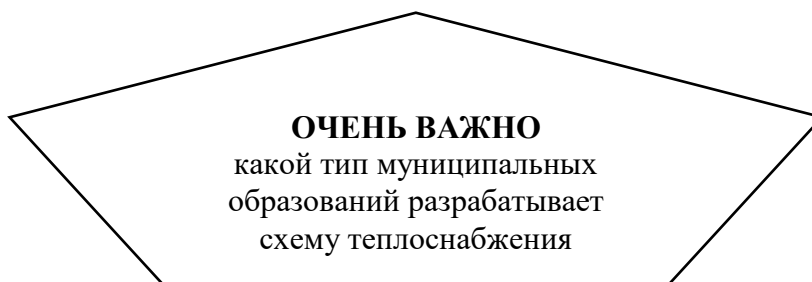 ОЧЕНЬ ВАЖНО
какой тип муниципальных
образований разрабатывает
схему теплоснабжения